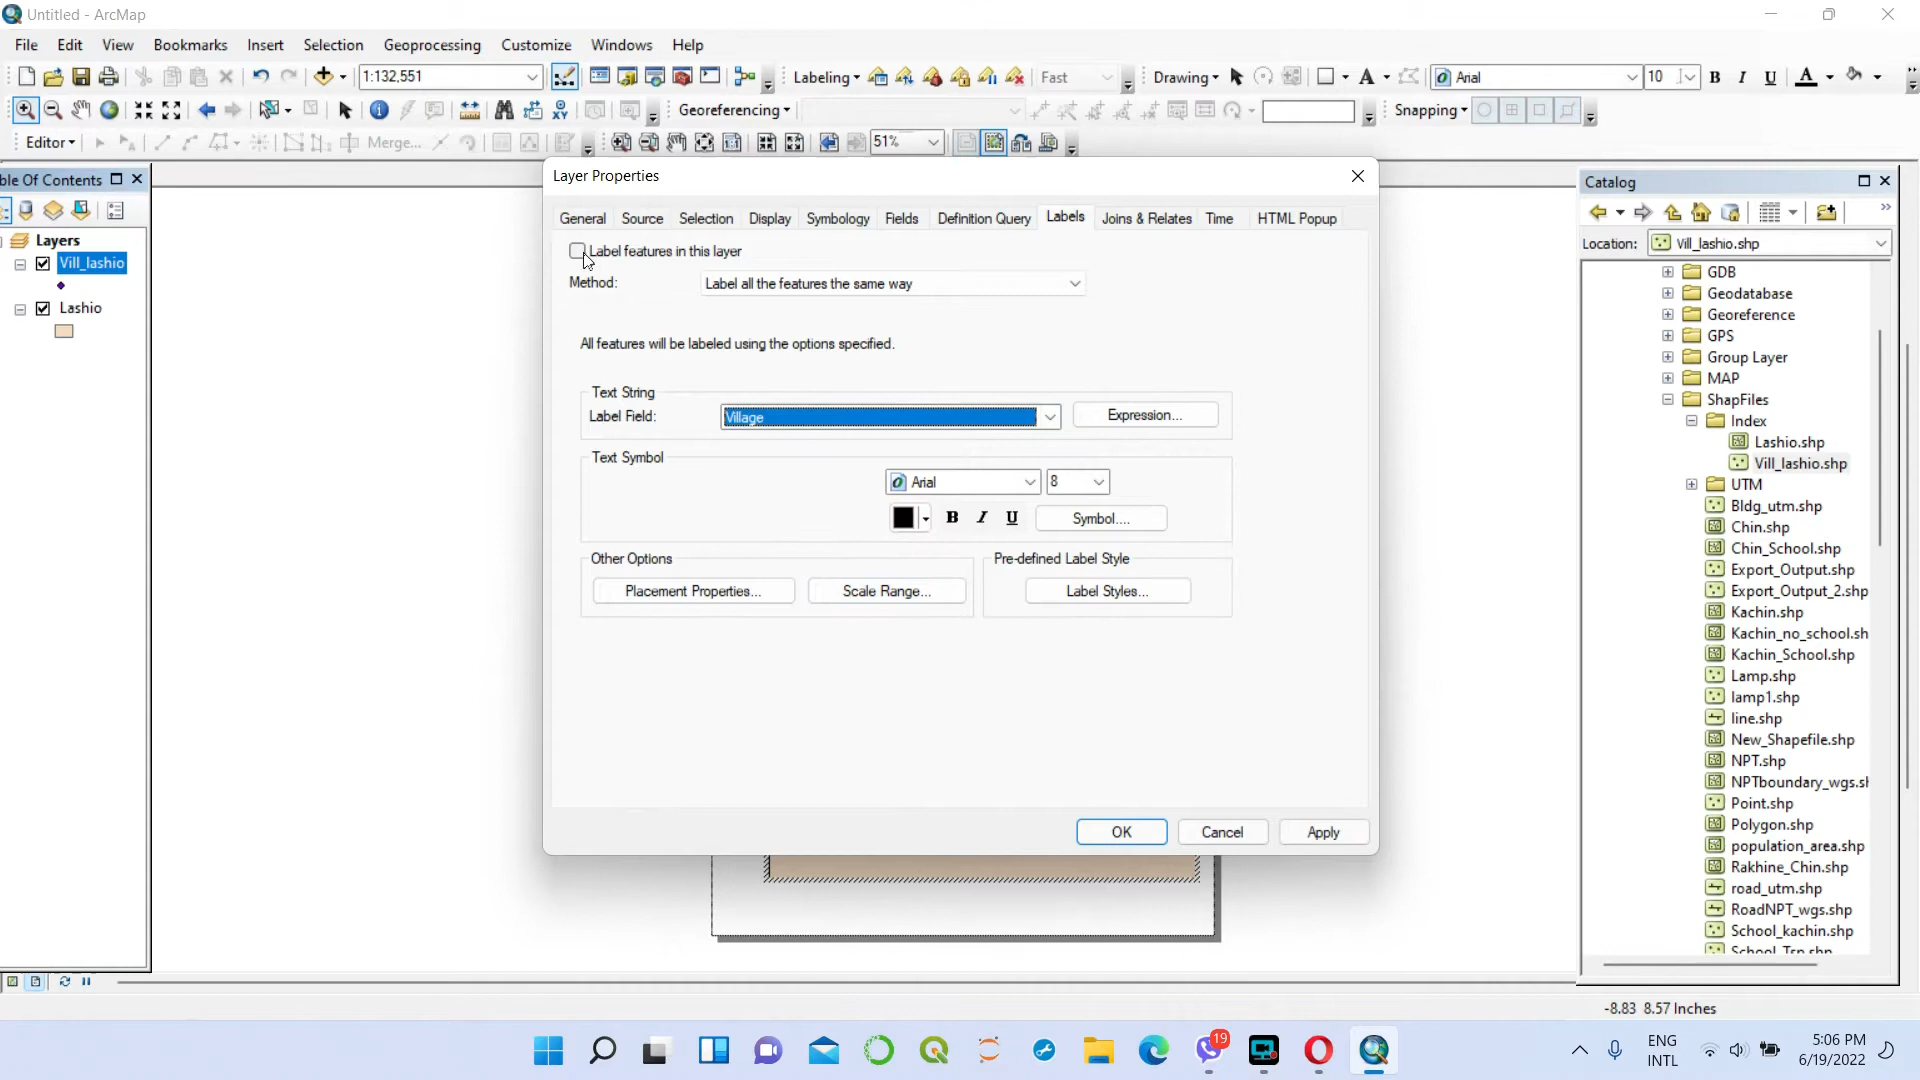 Untitled - ArcMap
File Edit View Bookmarks Insert Selection Geoprocessing Customize Windows Help
1:132,551 Labeling Fast Drawing Arial 10 B I U A
Georeferencing Snapping
Editor Merge... 51%
ble Of Contents
Layers
Vill_lashio
Lashio
Layer Properties
General Source Selection Display Symbology Fields Definition Query Labels Joins & Relates Time HTML Popup
Label features in this layer
Method: Label all the features the same way
All features will be labeled using the options specified.
Text String
Label Field: Village Expression...
Text Symbol
Arial 8
B I U Symbol....
Other Options
Placement Properties... Scale Range...
Pre-defined Label Style
Label Styles...
OK Cancel Apply
Catalog
Location: Vill_lashio.shp
GDB
Geodatabase
Georeference
GPS
Group Layer
MAP
ShapFiles
Index
Lashio.shp
Vill_lashio.shp
UTM
Bldg_utm.shp
Chin.shp
Chin_School.shp
Export_Output.shp
Export_Output_2.shp
Kachin.shp
Kachin_no_school.sh
Kachin_School.shp
Lamp.shp
lamp1.shp
line.shp
New_Shapefile.shp
NPT.shp
NPTboundary_wgs.sh
Point.shp
Polygon.shp
population_area.shp
Rakhine_Chin.shp
road_utm.shp
RoadNPT_wgs.shp
School_kachin.shp
School_Tsp.shp
-8.83 8.57 Inches
19
ENG
INTL
5:06 PM
6/19/2022